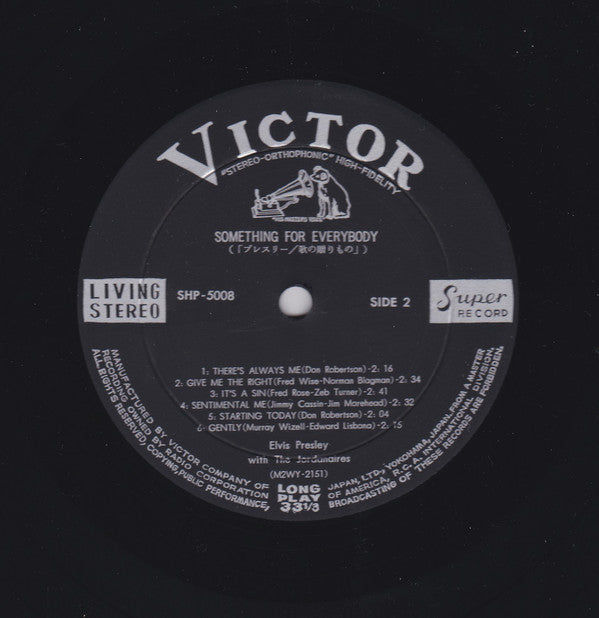 VICTOR
"STEREO-ORTHOPHONIC" HIGH-FIDELITY
"HIS MASTERS VOICE"
SOMETHING FOR EVERYBODY
(「プレスリー/歌の贈りもの」)
LIVING
STEREO
SHP-5008
SIDE 2
Super
RECORD
1: THERE'S ALWAYS ME(Don Robertson)-2: 16
2: GIVE ME THE RIGHT(Fred Wise-Norman Blagman)-2: 34
3: IT'S A SIN(Fred Rose-Zeb Turner)-2: 41
4: SENTIMENTAL ME(Jimmy Cassin-Jim Morehead)-2: 32
5: STARTING TODAY(Don Robertson)-2: 04
6: GENTLY(Murray Wizell-Edward Lisbona)-2: 15
Elvis Presley
with The Jordanaires
(M2WY-2151)
LONG
PLAY
33⅓
MANUFACTURED BY VICTOR COMPANY OF JAPAN, LTD., YOKOHAMA, JAPAN, FROM A MASTER
RECORDING OWNED BY RADIO CORPORATION OF AMERICA, R.C.A. INTERNATIONAL DIVISION.
ALL RIGHTS RESERVED, COPYING, PUBLIC PERFORMANCE, BROADCASTING OF THESE RECORDS ARE FORBIDDEN.